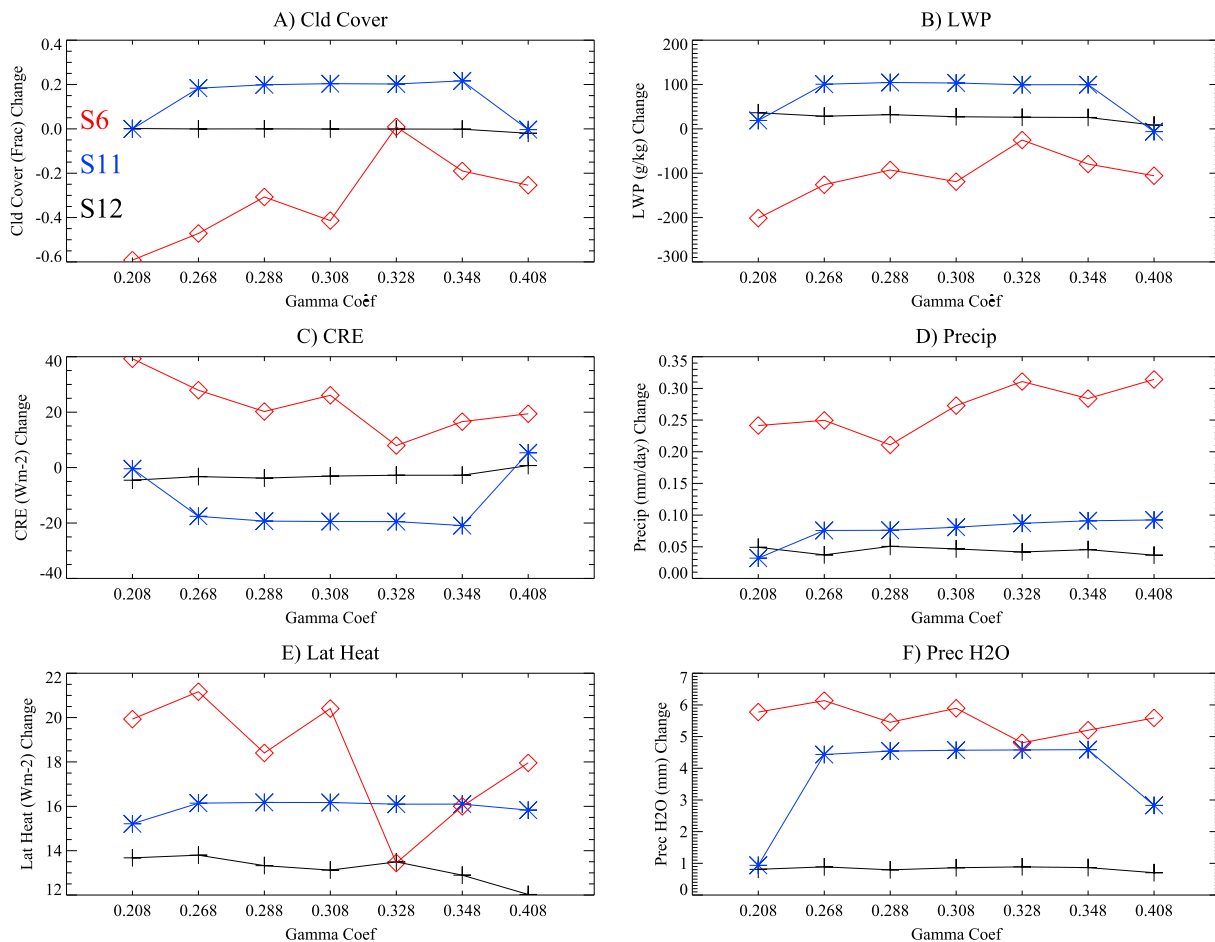 A) Cld Cover
Cld Cover (Frac) Change
0.4
0.2
0.0
-0.2
-0.4
-0.6
S6
S11
S12
0.208 0.268 0.288 0.308 0.328 0.348 0.408
Gamma Coef
B) LWP
LWP (g/kg) Change
200
100
0
-100
-200
-300
0.208 0.268 0.288 0.308 0.328 0.348 0.408
Gamma Coef
C) CRE
CRE (Wm-2) Change
40
20
0
-20
-40
0.208 0.268 0.288 0.308 0.328 0.348 0.408
Gamma Coef
D) Precip
Precip (mm/day) Change
0.35
0.30
0.25
0.20
0.15
0.10
0.05
0.00
0.208 0.268 0.288 0.308 0.328 0.348 0.408
Gamma Coef
E) Lat Heat
Lat Heat (Wm-2) Change
22
20
18
16
14
12
0.208 0.268 0.288 0.308 0.328 0.348 0.408
Gamma Coef
F) Prec H2O
Prec H2O (mm) Change
7
6
5
4
3
2
1
0
0.208 0.268 0.288 0.308 0.328 0.348 0.408
Gamma Coef